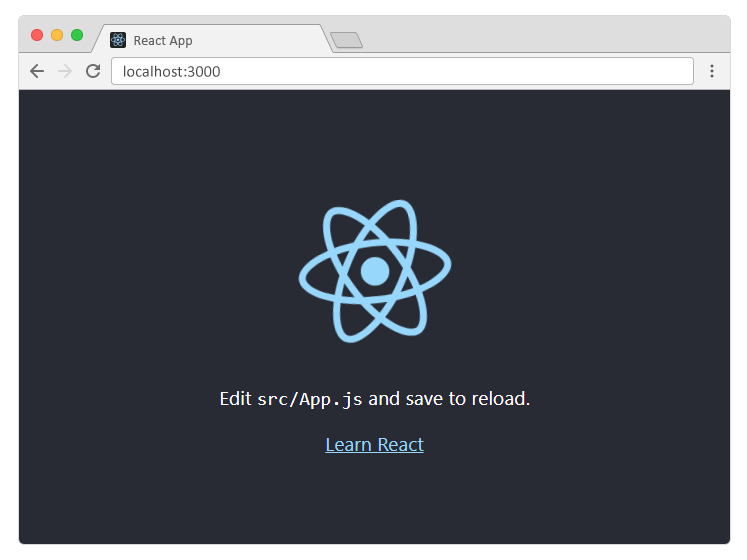 React App
localhost:3000
Edit src/App.js and save to reload.
Learn React